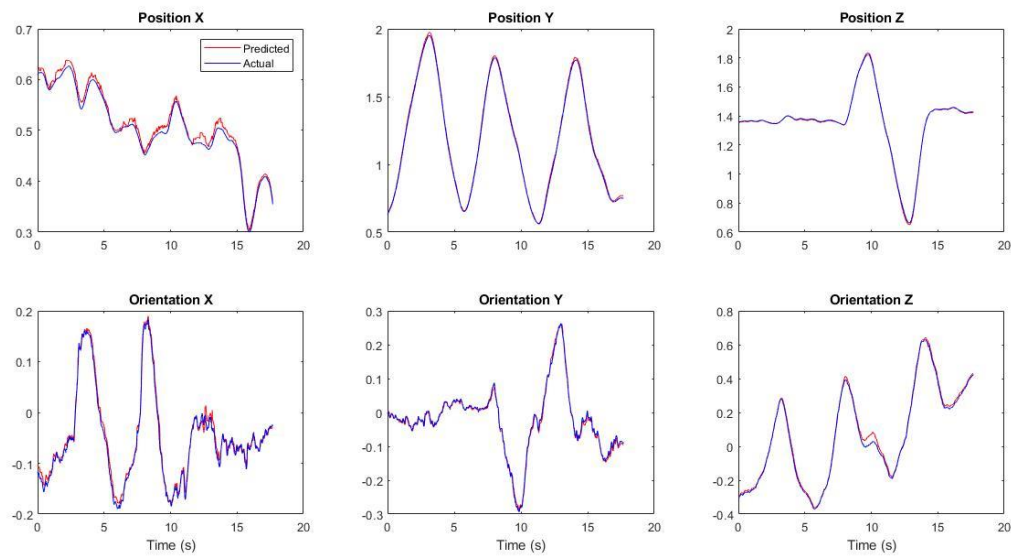 Position X
0.7
0.6
0.5
0.4
0.3
0 5 10 15 20
Predicted
Actual
Position Y
2
1.5
1
0.5
0 5 10 15 20
Position Z
2
1.8
1.6
1.4
1.2
1
0.8
0.6
0 5 10 15 20
Orientation X
0.2
0.1
0
-0.1
-0.2
0 5 10 15 20
Time (s)
Orientation Y
0.3
0.2
0.1
0
-0.1
-0.2
-0.3
0 5 10 15 20
Time (s)
Orientation Z
0.8
0.6
0.4
0.2
0
-0.2
-0.4
0 5 10 15 20
Time (s)